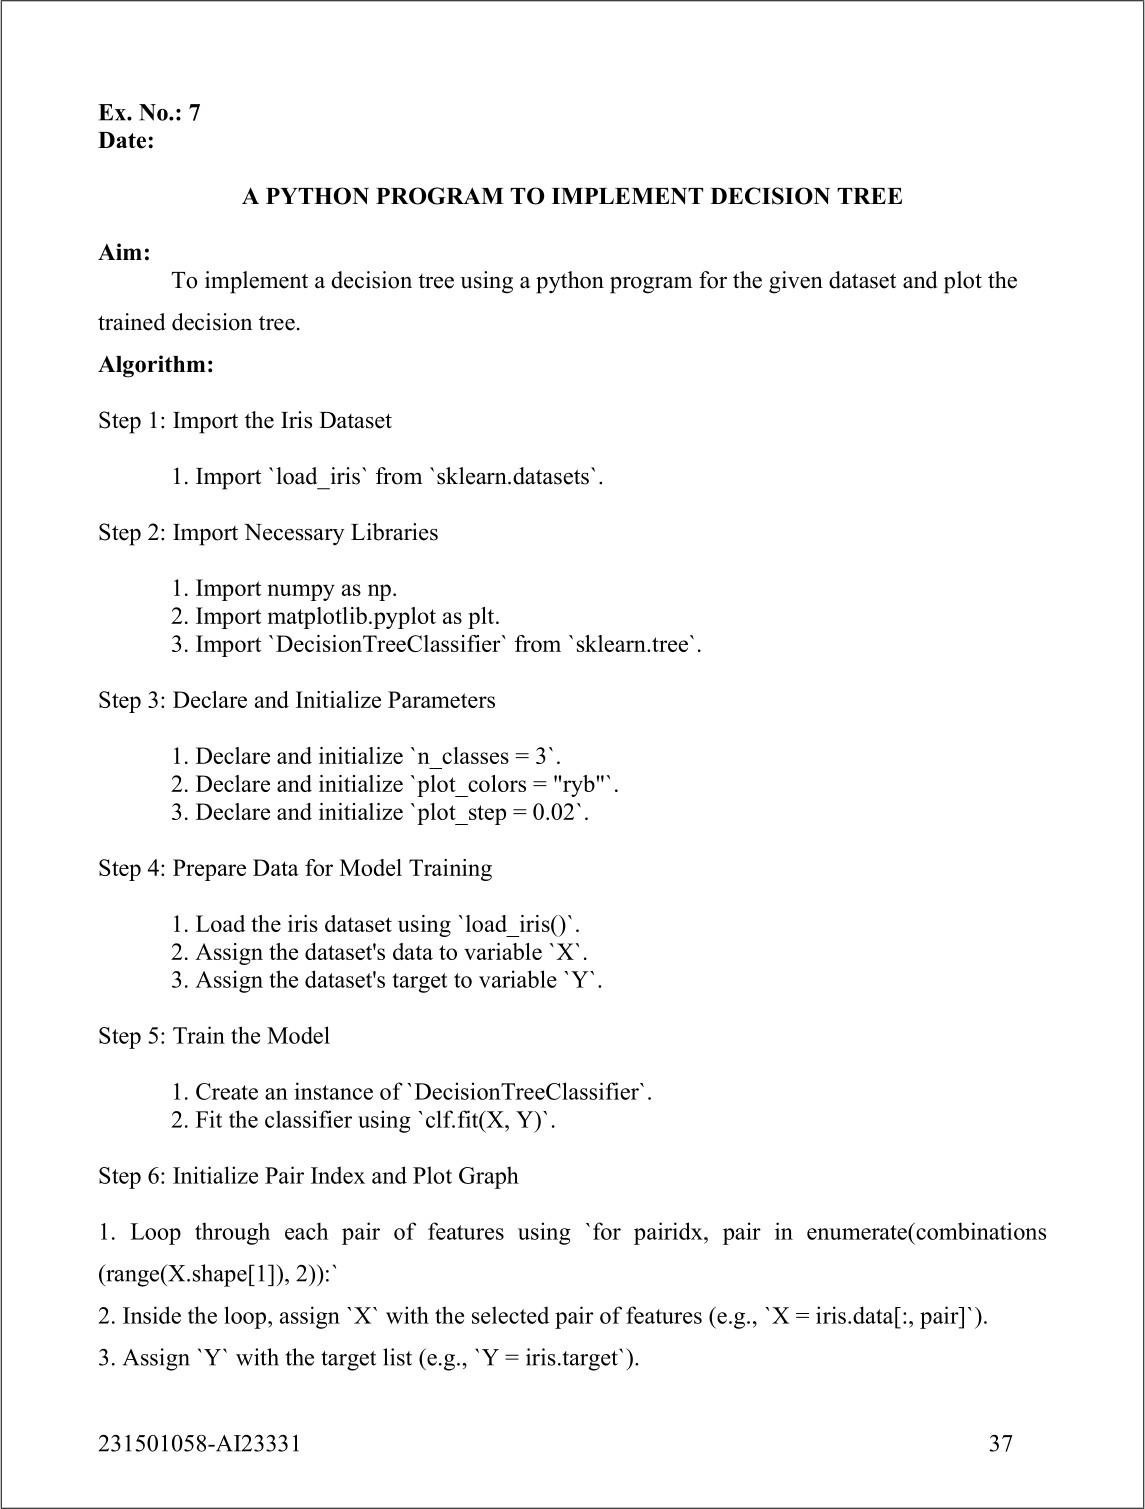 Ex. No.: 7
Date:
A PYTHON PROGRAM TO IMPLEMENT DECISION TREE
Aim:
To implement a decision tree using a python program for the given dataset and plot the
trained decision tree.
Algorithm:
Step 1: Import the Iris Dataset
1. Import `load_iris` from `sklearn.datasets`.
Step 2: Import Necessary Libraries
1. Import numpy as np.
2. Import matplotlib.pyplot as plt.
3. Import `DecisionTreeClassifier` from `sklearn.tree`.
Step 3: Declare and Initialize Parameters
1. Declare and initialize `n_classes = 3`.
2. Declare and initialize `plot_colors = "ryb"`.
3. Declare and initialize `plot_step = 0.02`.
Step 4: Prepare Data for Model Training
1. Load the iris dataset using `load_iris()`.
2. Assign the dataset's data to variable `X`.
3. Assign the dataset's target to variable `Y`.
Step 5: Train the Model
1. Create an instance of `DecisionTreeClassifier`.
2. Fit the classifier using `clf.fit(X, Y)`.
Step 6: Initialize Pair Index and Plot Graph
1. Loop through each pair of features using `for pairidx, pair in enumerate(combinations
(range(X.shape[1]), 2)):`
2. Inside the loop, assign `X` with the selected pair of features (e.g., `X = iris.data[:, pair]`).
3. Assign `Y` with the target list (e.g., `Y = iris.target`).
231501058-AI23331 37